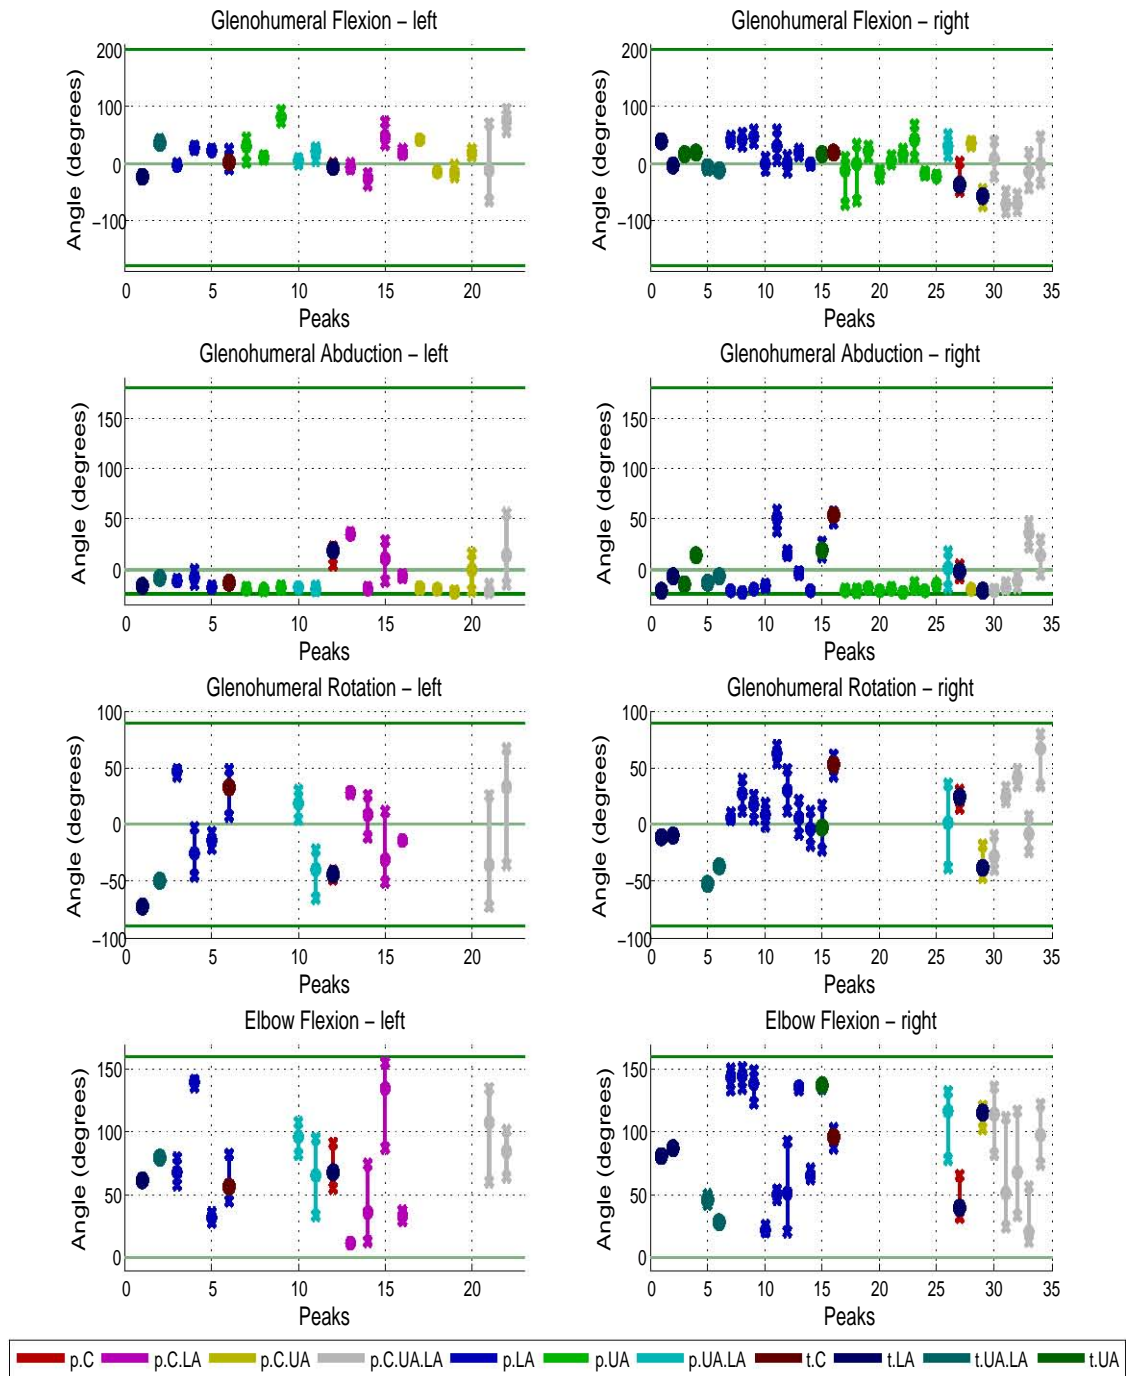 Glenohumeral Flexion – left
Glenohumeral Flexion – right
200
100
0
−100
Angle (degrees)
0 5 10 15 20
Peaks
200
100
0
−100
Angle (degrees)
0 5 10 15 20 25 30 35
Peaks
Glenohumeral Abduction – left
Glenohumeral Abduction – right
150
100
50
0
Angle (degrees)
0 5 10 15 20
Peaks
150
100
50
0
Angle (degrees)
0 5 10 15 20 25 30 35
Peaks
Glenohumeral Rotation – left
Glenohumeral Rotation – right
100
50
0
−50
−100
Angle (degrees)
0 5 10 15 20
Peaks
100
50
0
−50
−100
Angle (degrees)
0 5 10 15 20 25 30 35
Peaks
Elbow Flexion – left
Elbow Flexion – right
150
100
50
0
Angle (degrees)
0 5 10 15 20
Peaks
150
100
50
0
Angle (degrees)
0 5 10 15 20 25 30 35
Peaks
p.C p.C.LA p.C.UA p.C.UA.LA p.LA p.UA p.UA.LA t.C t.LA t.UA.LA t.UA